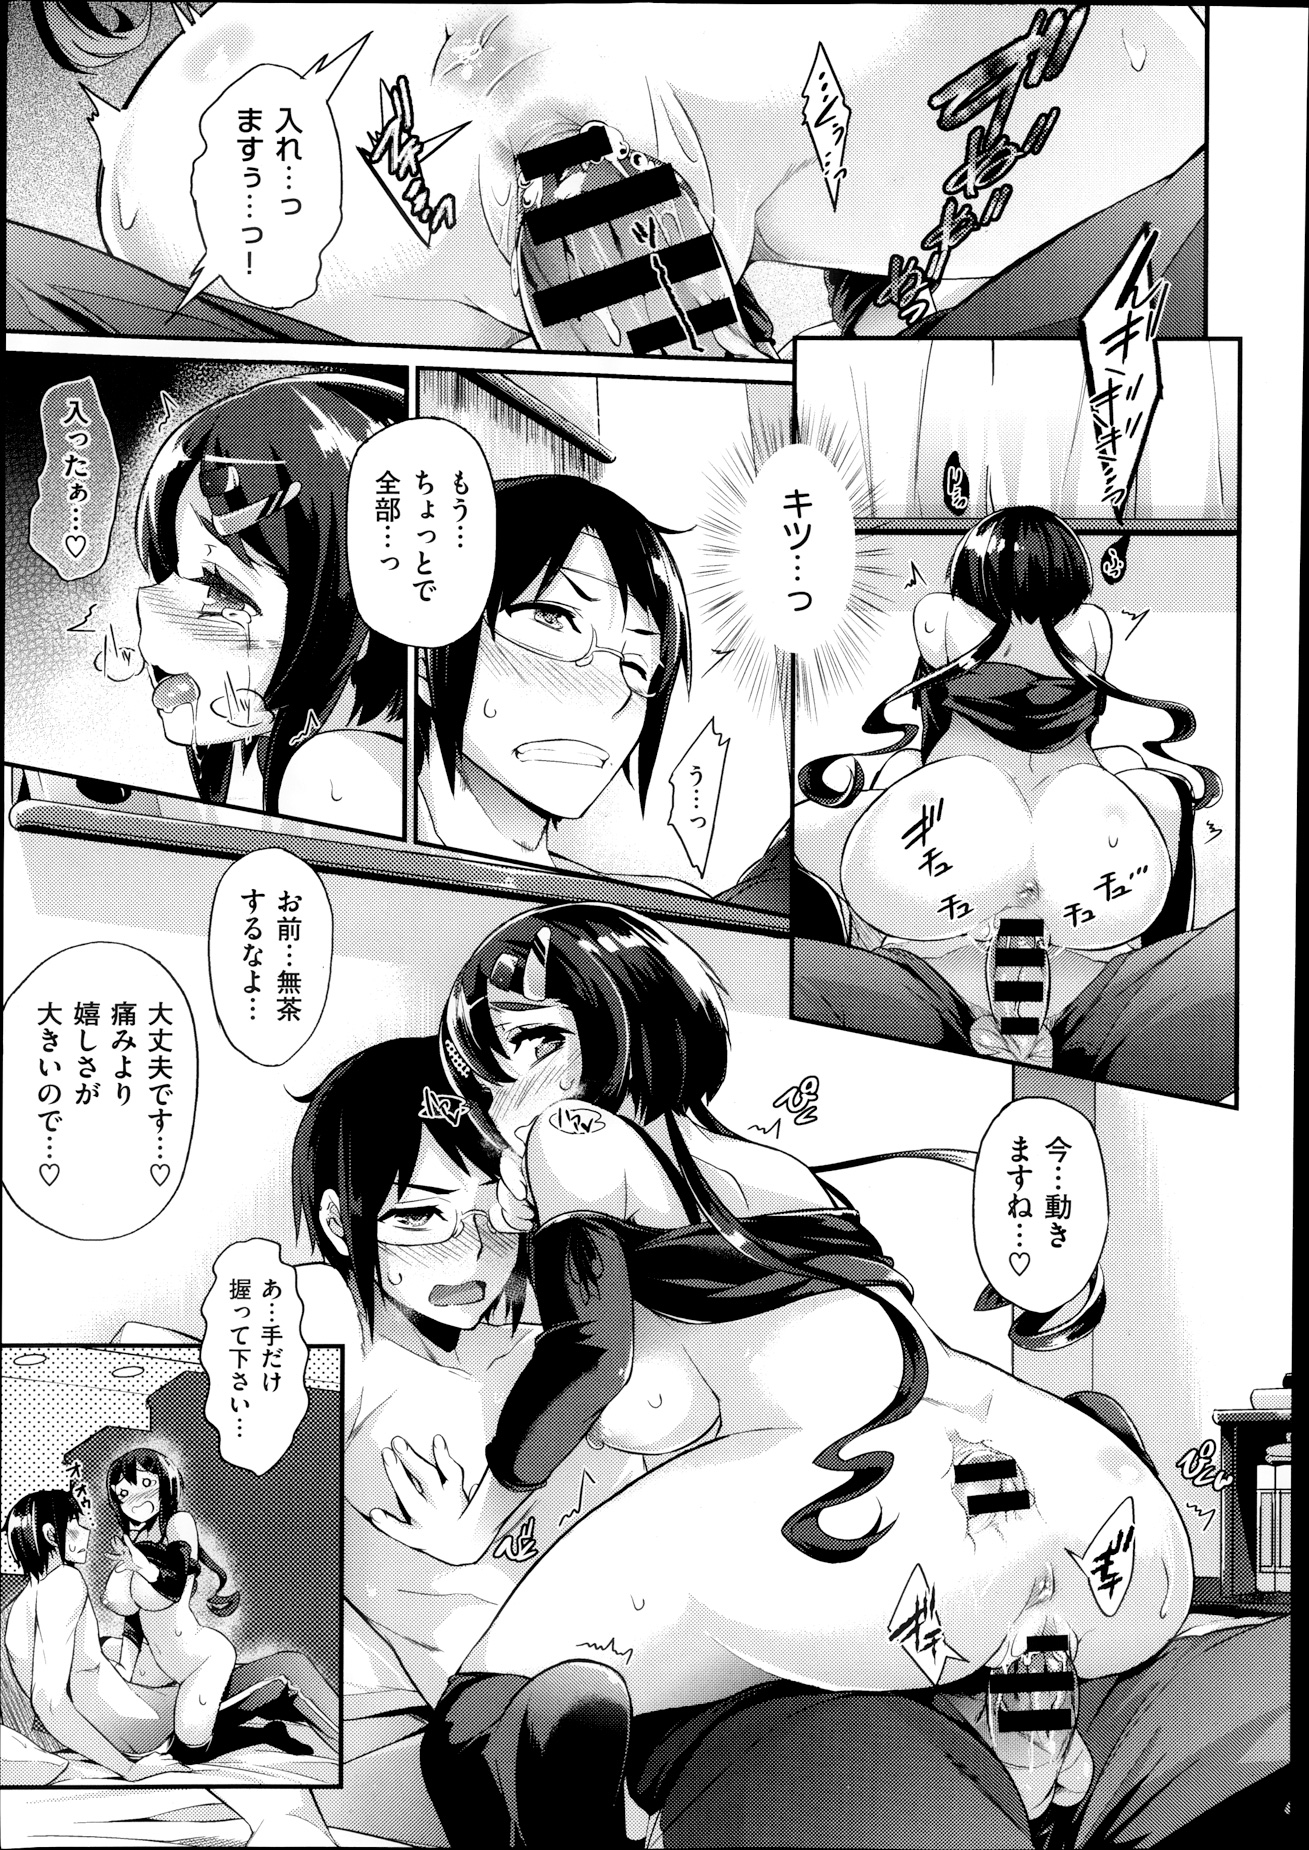 入れ…っ
ますぅ…っ!
キツ…っ
もう…
ちょっとで
全部…っ
う…っ
入ったぁ…♡
お前…無茶
するなよ…
大丈夫です…♡
痛みより
嬉しさが
大きいので…♡
今…動き
ますね…♡
あ…手だけ
握って下さい…